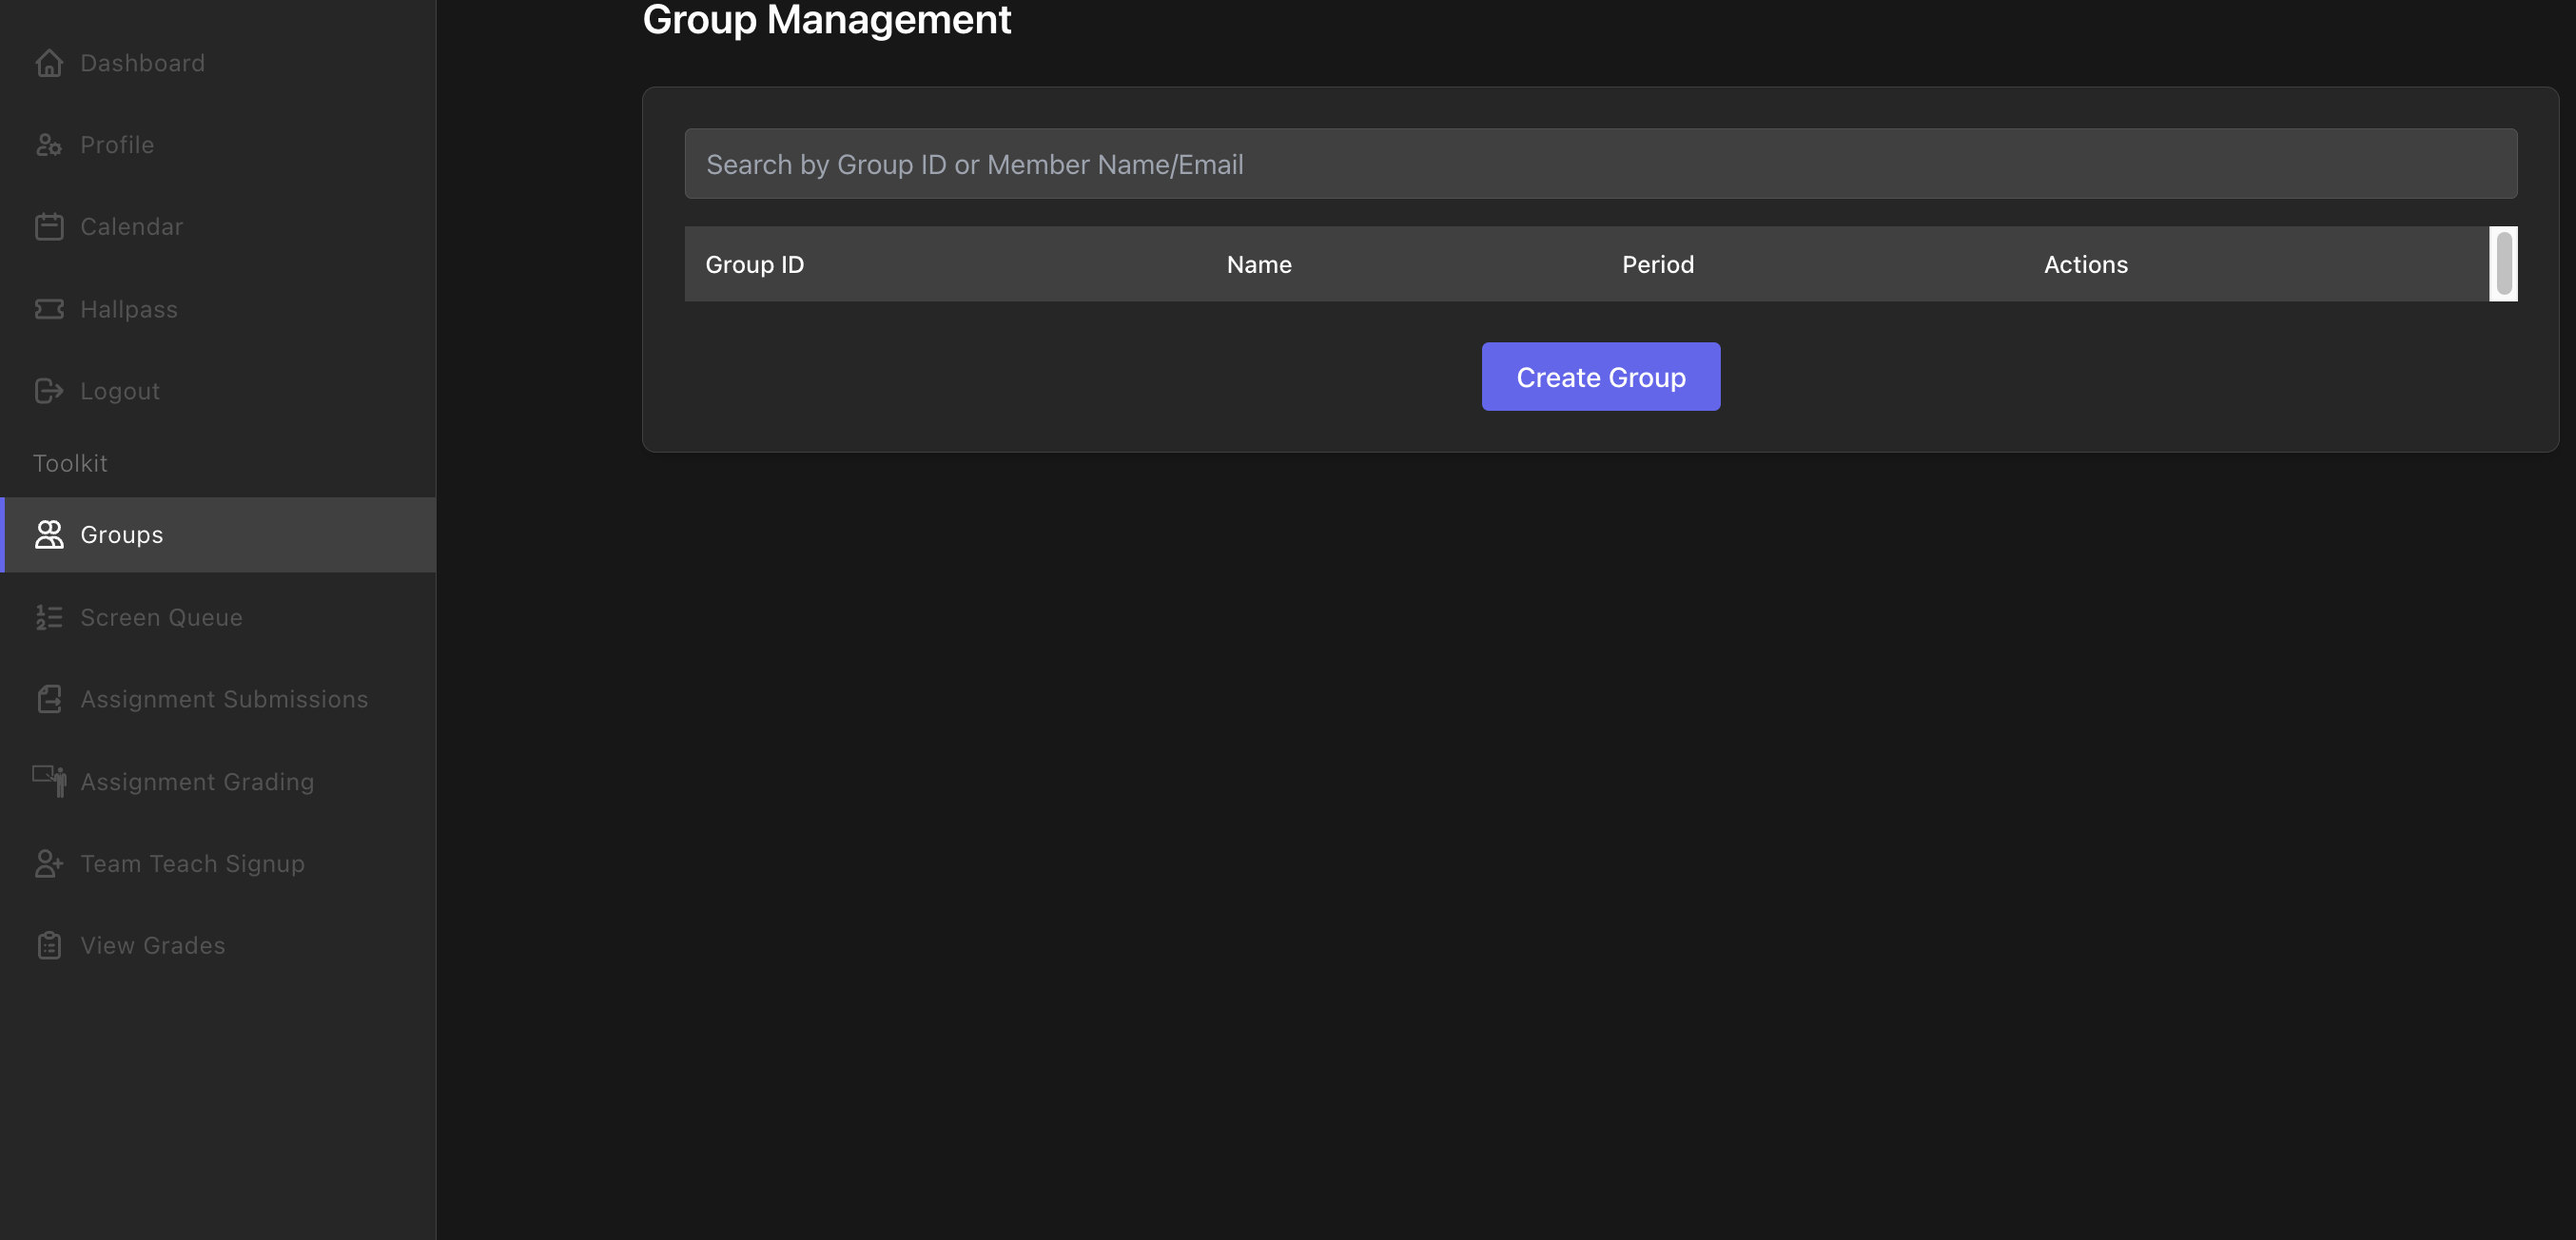 Dashboard
Profile
Calendar
Hallpass
Logout
Toolkit
Groups
Screen Queue
Assignment Submissions
Assignment Grading
Team Teach Signup
View Grades
Group Management
Search by Group ID or Member Name/Email
Group ID Name Period Actions
Create Group